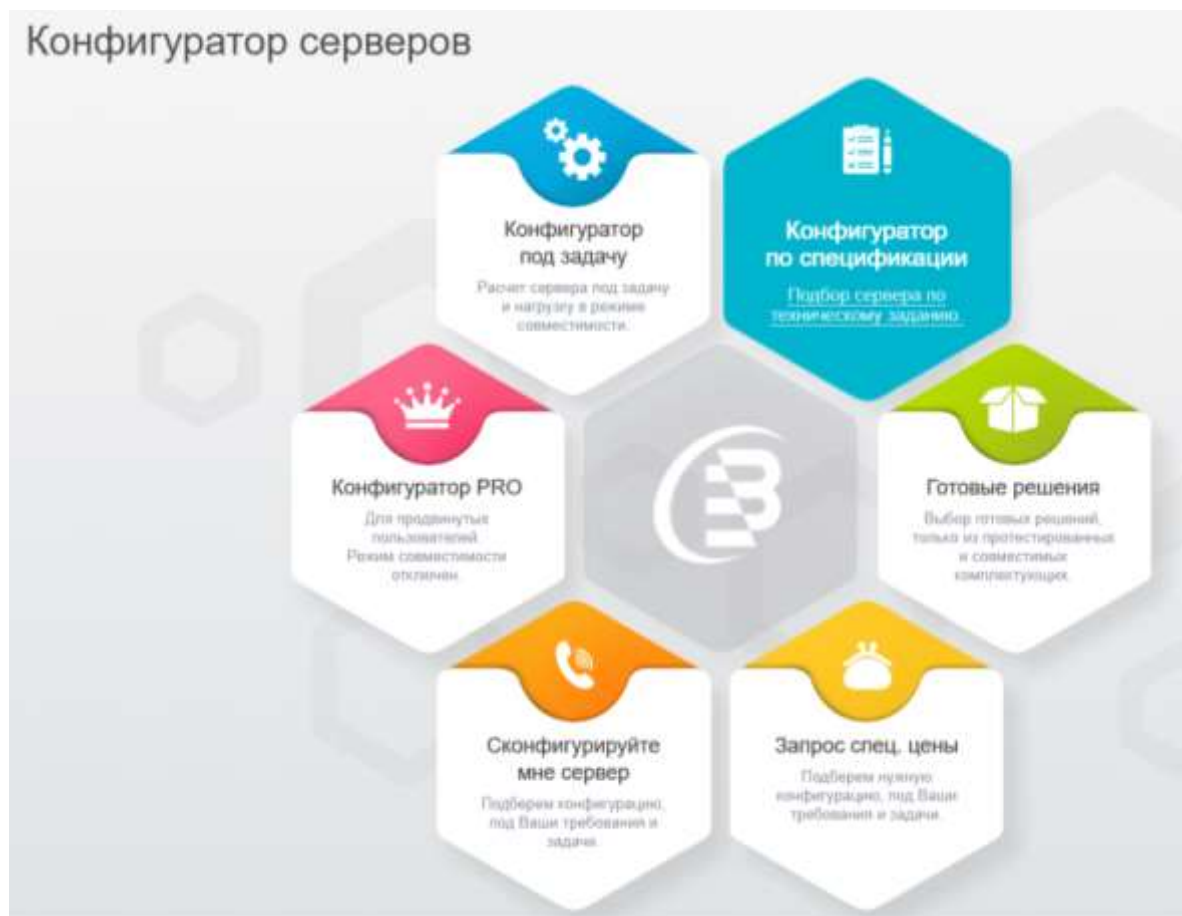 Конфигуратор серверов
Конфигуратор
под задачу
Расчет сервера под задачу
и нагрузку в режиме
совместимости.
Конфигуратор
по спецификации
Подбор сервера по
техническому заданию.
Конфигуратор PRO
Для продвинутых
пользователей.
Режим совместимости
отключен.
Готовые решения
Выбор готовых решений,
только из протестированных
и совместимых
комплектующих.
Сконфигурируйте
мне сервер
Подберем конфигурацию,
под Ваши требования и
задачи.
Запрос спец. цены
Подберем нужную
конфигурацию, под Ваши
требования и задачи.